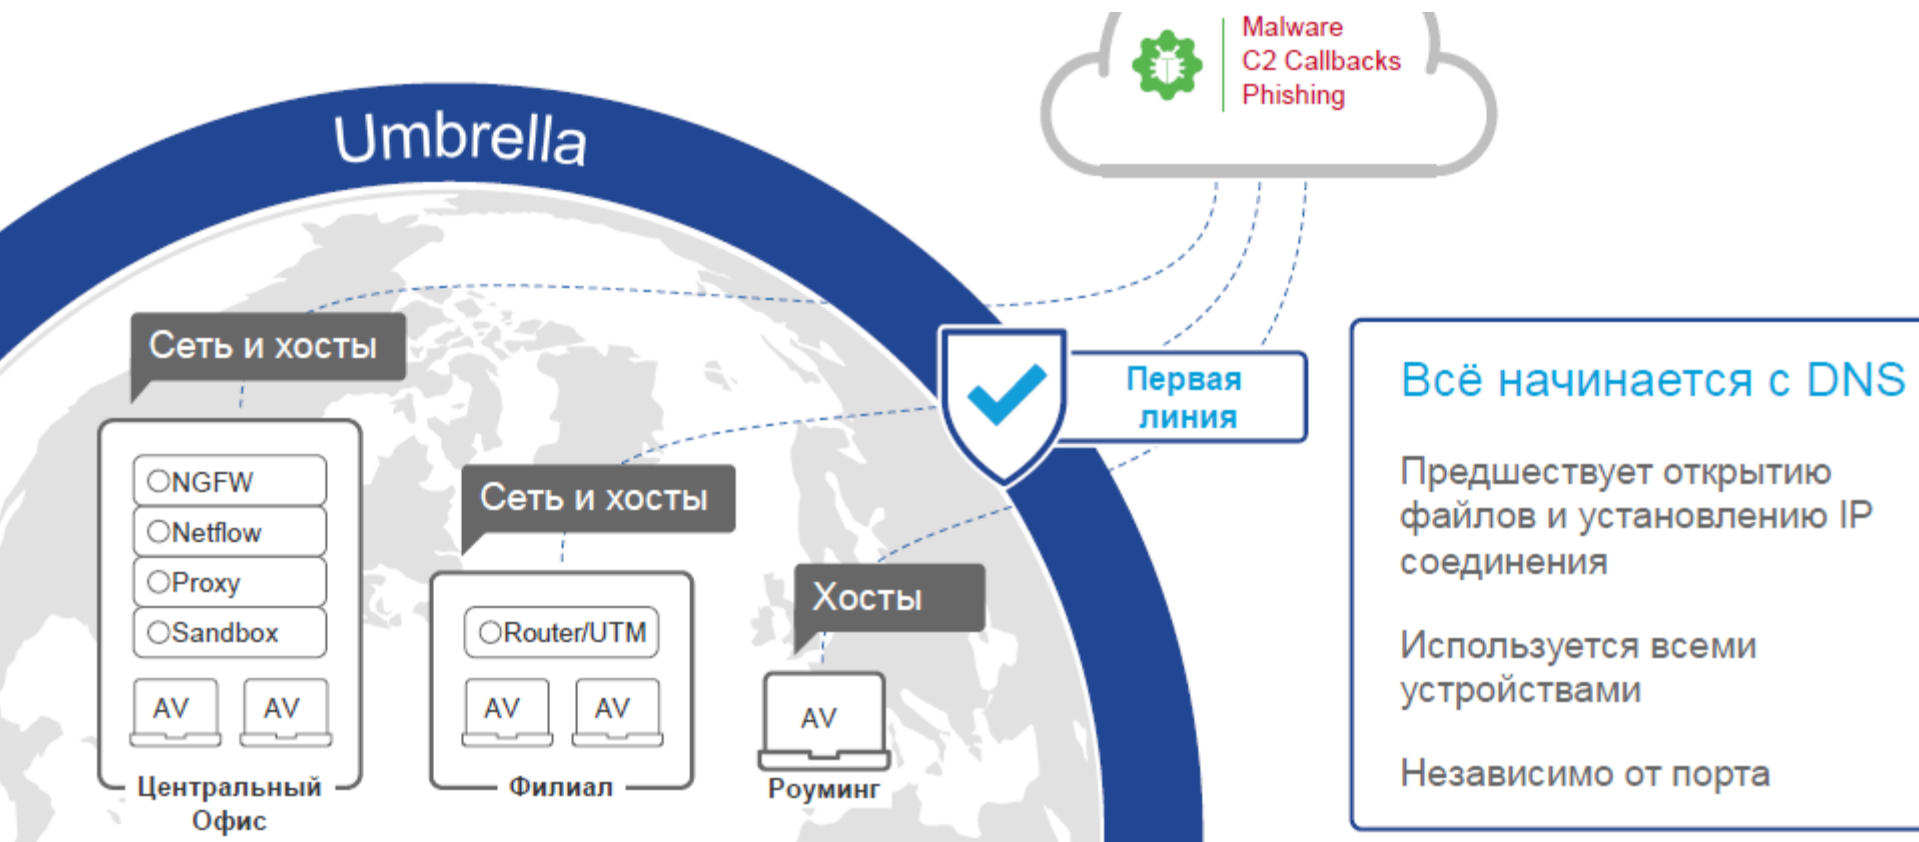 Malware
C2 Callbacks
Phishing
Umbrella
Сеть и хосты
NGFW
Netflow
Proxy
Sandbox
AV AV
Центральный
Офис
Сеть и хосты
Router/UTM
AV AV
Филиал
Хосты
AV
Роуминг
Первая
линия
Всё начинается с DNS
Предшествует открытию
файлов и установлению IP
соединения
Используется всеми
устройствами
Независимо от порта